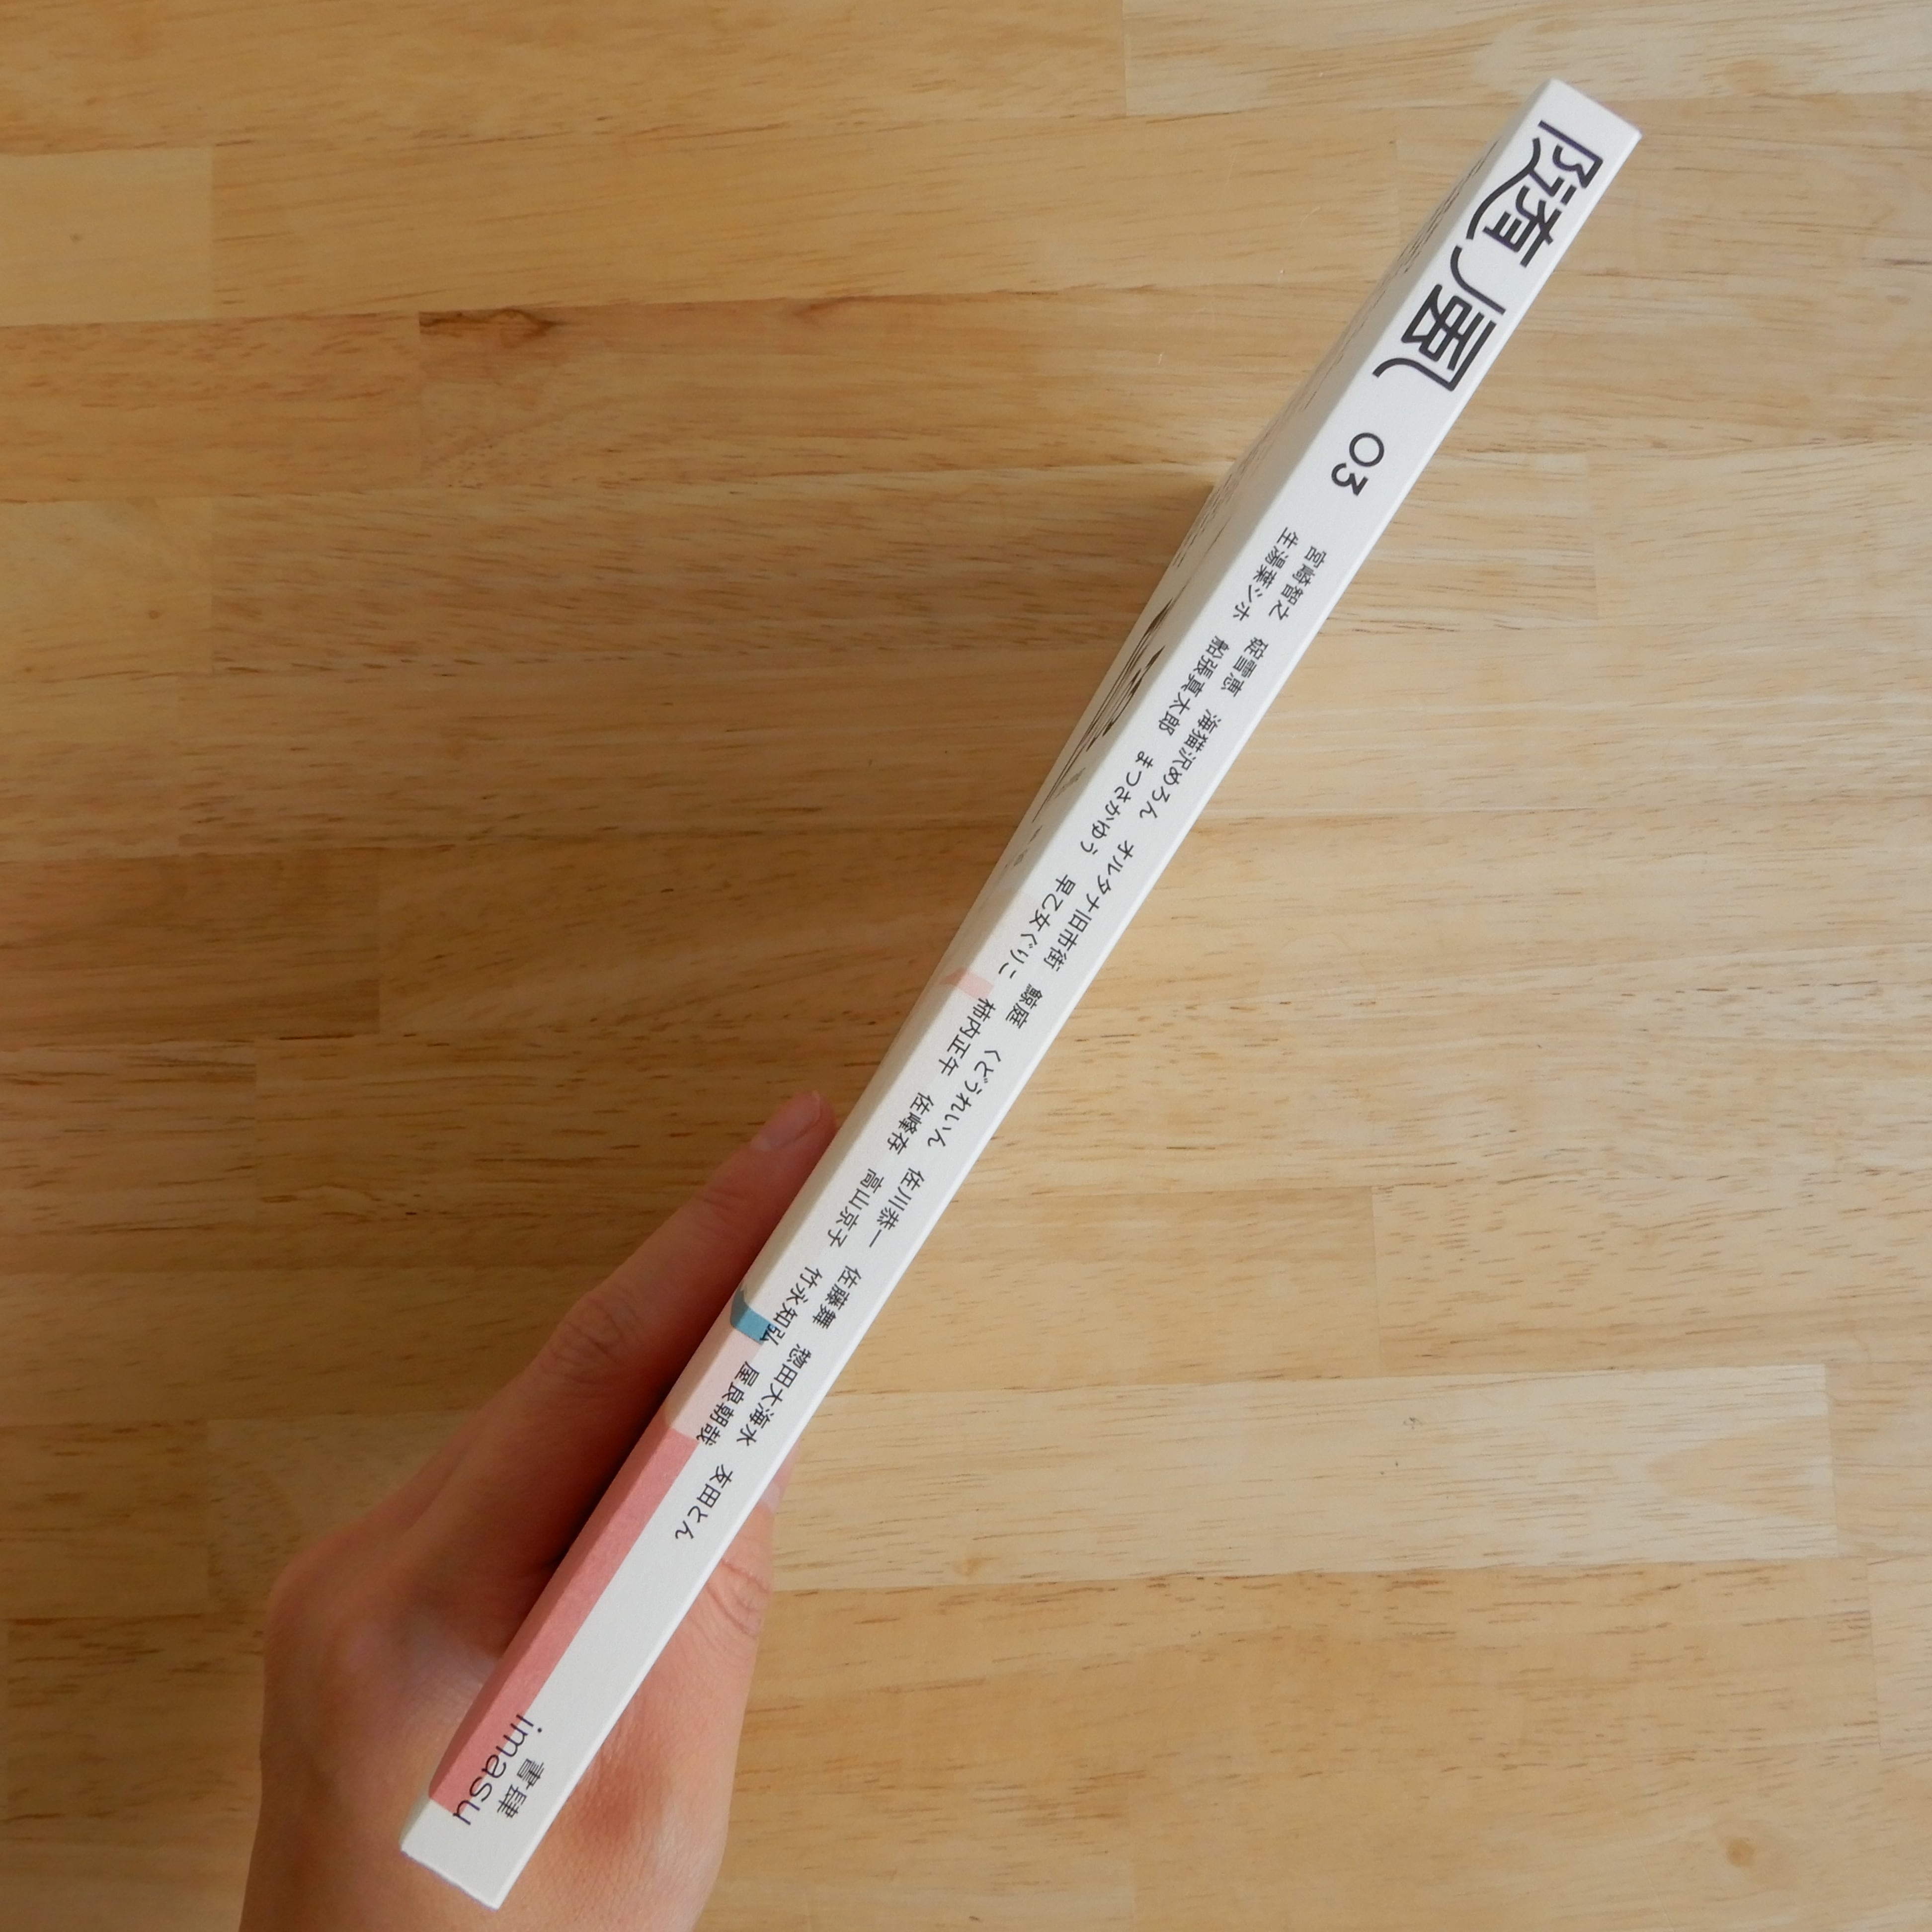 随風
03
宮崎智之 碇雪恵 海猫沢めろん オルタナ旧市街 鯨庭 くどうれいん 佐川恭一 佐藤舞 惣田大海水 友田とん
生湯葉シホ 船張真太郎 まつさかゆう 早乙女ぐりこ 柿内正午 佐峰存 高山京子 竹永知弘 屋良朝哉
書肆
imasu